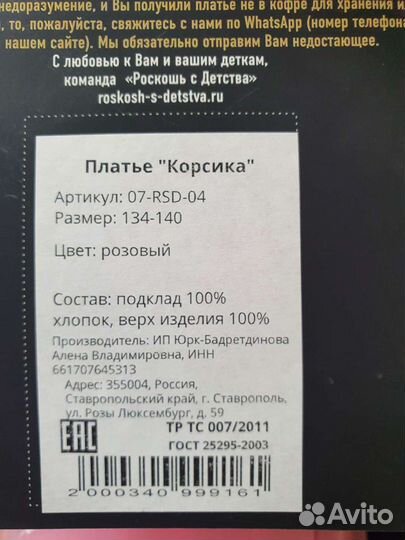 недоразумение, и Вы получили платье не в кофре для хранения и
то, пожалуйста, свяжитесь с нами по WhatsApp (номер телефона
нашем сайте). Мы обязательно отправим Вам недостающее.
С любовью к Вам и вашим деткам,
команда «Роскошь с Детства»
roskosh-s-detstva.ru
Платье "Корсика"
Артикул: 07-RSD-04
Размер: 134-140
Цвет: розовый
Состав: подклад 100%
хлопок, верх изделия 100%
Производитель: ИП Юрк-Бадретдинова
Алена Владимировна, ИНН
661707645313
Адрес: 355004, Россия,
Ставропольский край, г. Ставрополь,
ул. Розы Люксембург, д. 59
EAC
ТР ТС 007/2011
ГОСТ 25295-2003
2 000340 999161
Avito